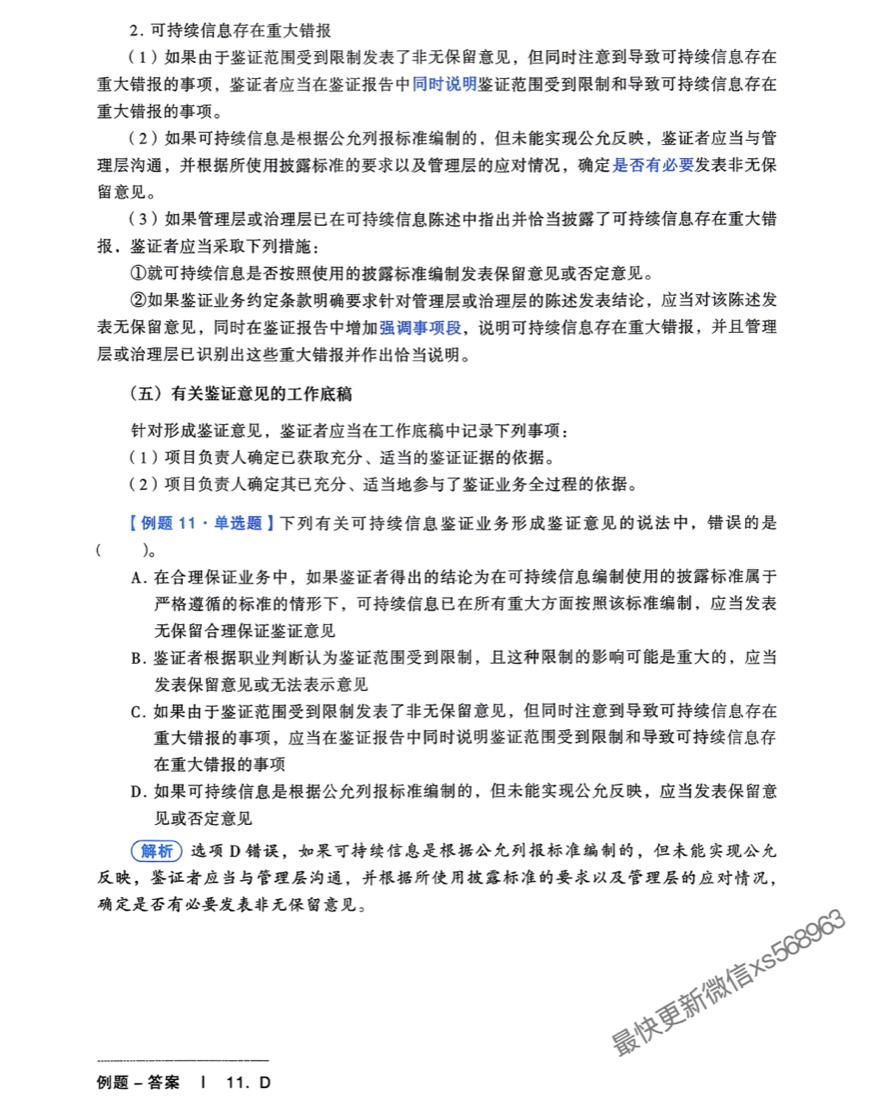 2. 可持续信息存在重大错报
（1）如果由于鉴证范围受到限制发表了非无保留意见，但同时注意到导致可持续信息存在
重大错报的事项，鉴证者应当在鉴证报告中同时说明鉴证范围受到限制和导致可持续信息存在
重大错报的事项。
（2）如果可持续信息是根据公允列报标准编制的，但未能实现公允反映，鉴证者应当与管
理层沟通，并根据所使用披露标准的要求以及管理层的应对情况，确定是否有必要发表非无保
留意见。
（3）如果管理层或治理层已在可持续信息陈述中指出并恰当披露了可持续信息存在重大错
报，鉴证者应当采取下列措施：
①就可持续信息是否按照使用的披露标准编制发表保留意见或否定意见。
②如果鉴证业务约定条款明确要求针对管理层或治理层的陈述发表结论，应当对该陈述发
表无保留意见，同时在鉴证报告中增加强调事项段，说明可持续信息存在重大错报，并且管理
层或治理层已识别出这些重大错报并作出恰当说明。
（五）有关鉴证意见的工作底稿
针对形成鉴证意见，鉴证者应当在工作底稿中记录下列事项：
（1）项目负责人确定已获取充分、适当的鉴证证据的依据。
（2）项目负责人确定其已充分、适当地参与了鉴证业务全过程的依据。
【例题 11·单选题】下列有关可持续信息鉴证业务形成鉴证意见的说法中，错误的是
（　　）。
A. 在合理保证业务中，如果鉴证者得出的结论为在可持续信息编制使用的披露标准属于
严格遵循的标准的情形下，可持续信息已在所有重大方面按照该标准编制，应当发表
无保留合理保证鉴证意见
B. 鉴证者根据职业判断认为鉴证范围受到限制，且这种限制的影响可能是重大的，应当
发表保留意见或无法表示意见
C. 如果由于鉴证范围受到限制发表了非无保留意见，但同时注意到导致可持续信息存在
重大错报的事项，应当在鉴证报告中同时说明鉴证范围受到限制和导致可持续信息存
在重大错报的事项
D. 如果可持续信息是根据公允列报标准编制的，但未能实现公允反映，应当发表保留意
见或否定意见
解析 选项 D 错误，如果可持续信息是根据公允列报标准编制的，但未能实现公允
反映，鉴证者应当与管理层沟通，并根据所使用披露标准的要求以及管理层的应对情况，
确定是否有必要发表非无保留意见。
最快更新微信xs568963
例题 – 答案 | 11. D